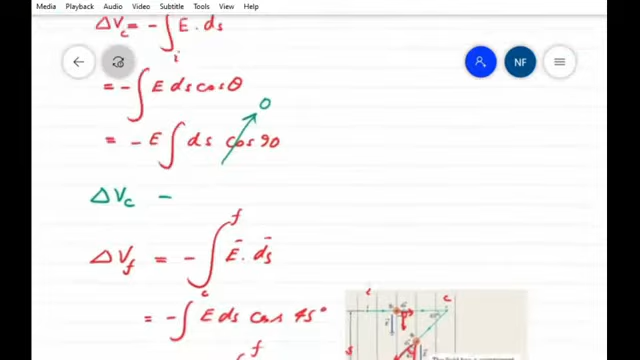 Media Playback Audio Video Subtitle Tools View Help
ΔV_c = - ∫_i E . ds
NF
= - ∫ E ds cos θ
0
= - E ∫ ds cos 90
ΔV_c =
ΔV_f = - ∫_c^f E̅ . ds̅
i c
= - ∫ E ds cos 45°
f